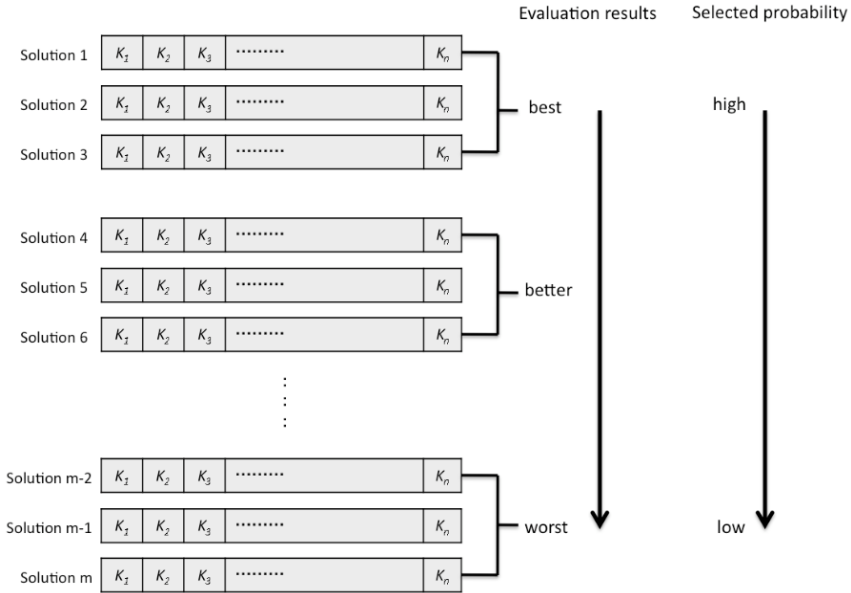 Evaluation results Selected probability
Solution 1 K1 K2 K3 ········· Kn
Solution 2 K1 K2 K3 ········· Kn
best high
Solution 3 K1 K2 K3 ········· Kn
Solution 4 K1 K2 K3 ········· Kn
Solution 5 K1 K2 K3 ········· Kn
better
Solution 6 K1 K2 K3 ········· Kn
Solution m-2 K1 K2 K3 ········· Kn
Solution m-1 K1 K2 K3 ········· Kn
worst low
Solution m K1 K2 K3 ········· Kn